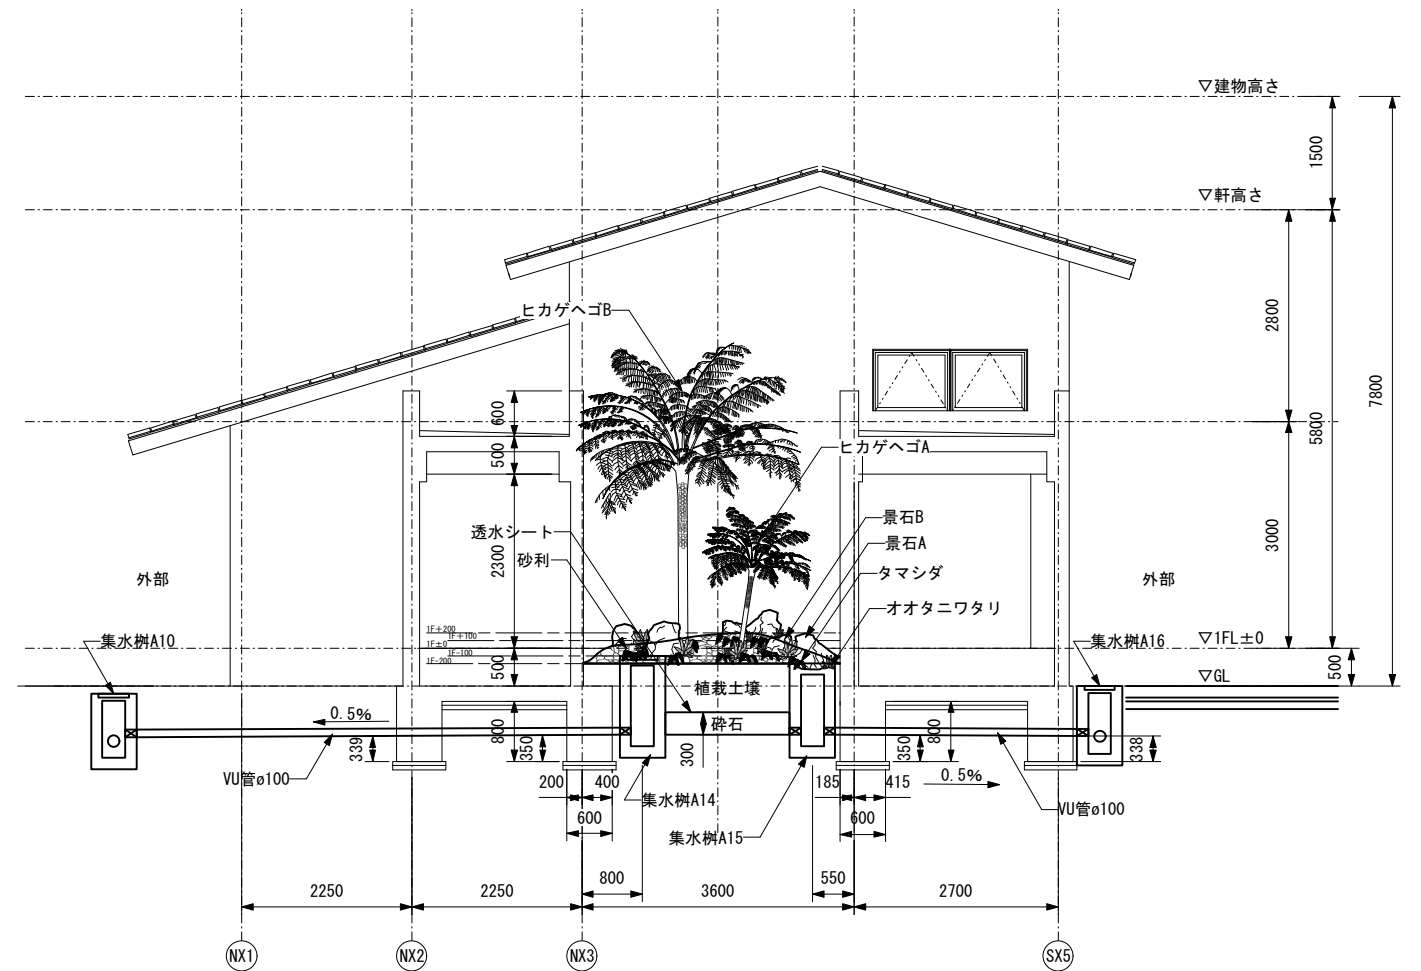 ▽建物高さ
1500
▽軒高さ
ヒカゲヘゴB
2800
7800
600
5800
500
ヒカゲヘゴA
透水シート
景石B
砂利
2300
景石A
3000
外部
タマシダ
外部
オオタニワタリ
1F+200
1F+100
1F±0
1F-100
1F-200
集水桝A10
集水桝A16
▽1FL±0
500
植栽土壌
▽GL
500
0.5%
砕石
339
800
350
300
350
800
338
VU管ø100
200
400
集水桝A14
185
0.5%
415
VU管ø100
600
集水桝A15
600
2250
2250
800
3600
550
2700
NX1
NX2
NX3
SX5